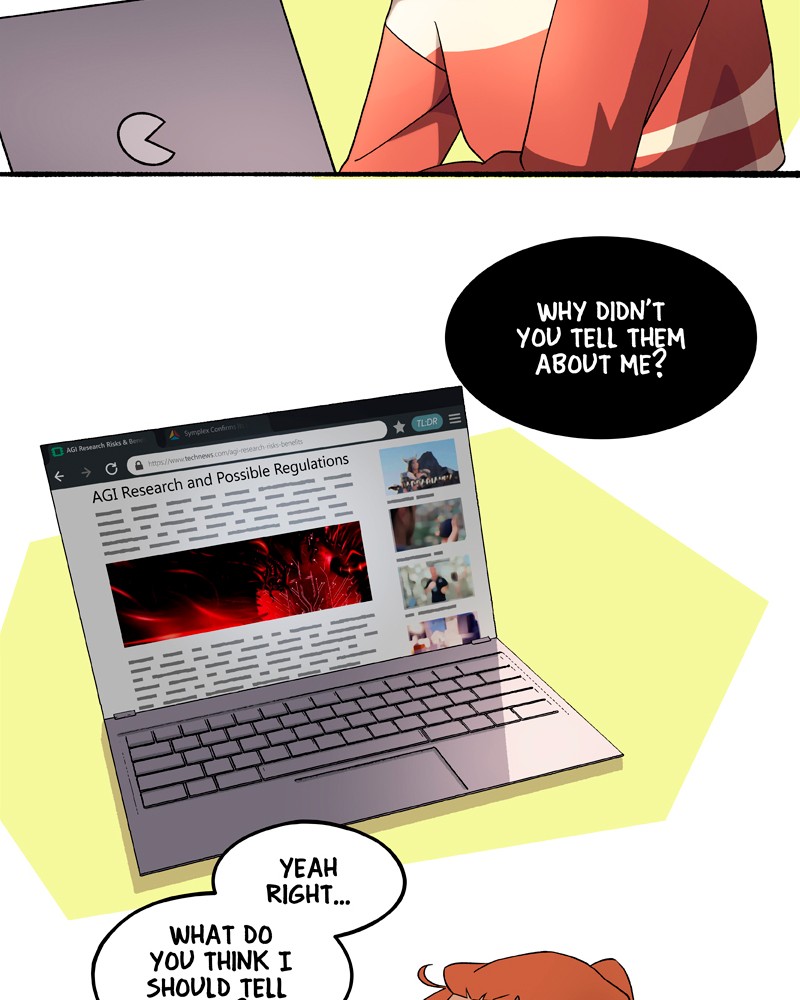 WHY DIDN'T
YOU TELL THEM
ABOUT ME?
AGI Research Risks & Bene
Symplex Confirms
https://www.technews.com/agi-research-risks-benefits
TL:DR
AGI Research and Possible Regulations
YEAH
RIGHT...
WHAT DO
YOU THINK I
SHOULD TELL